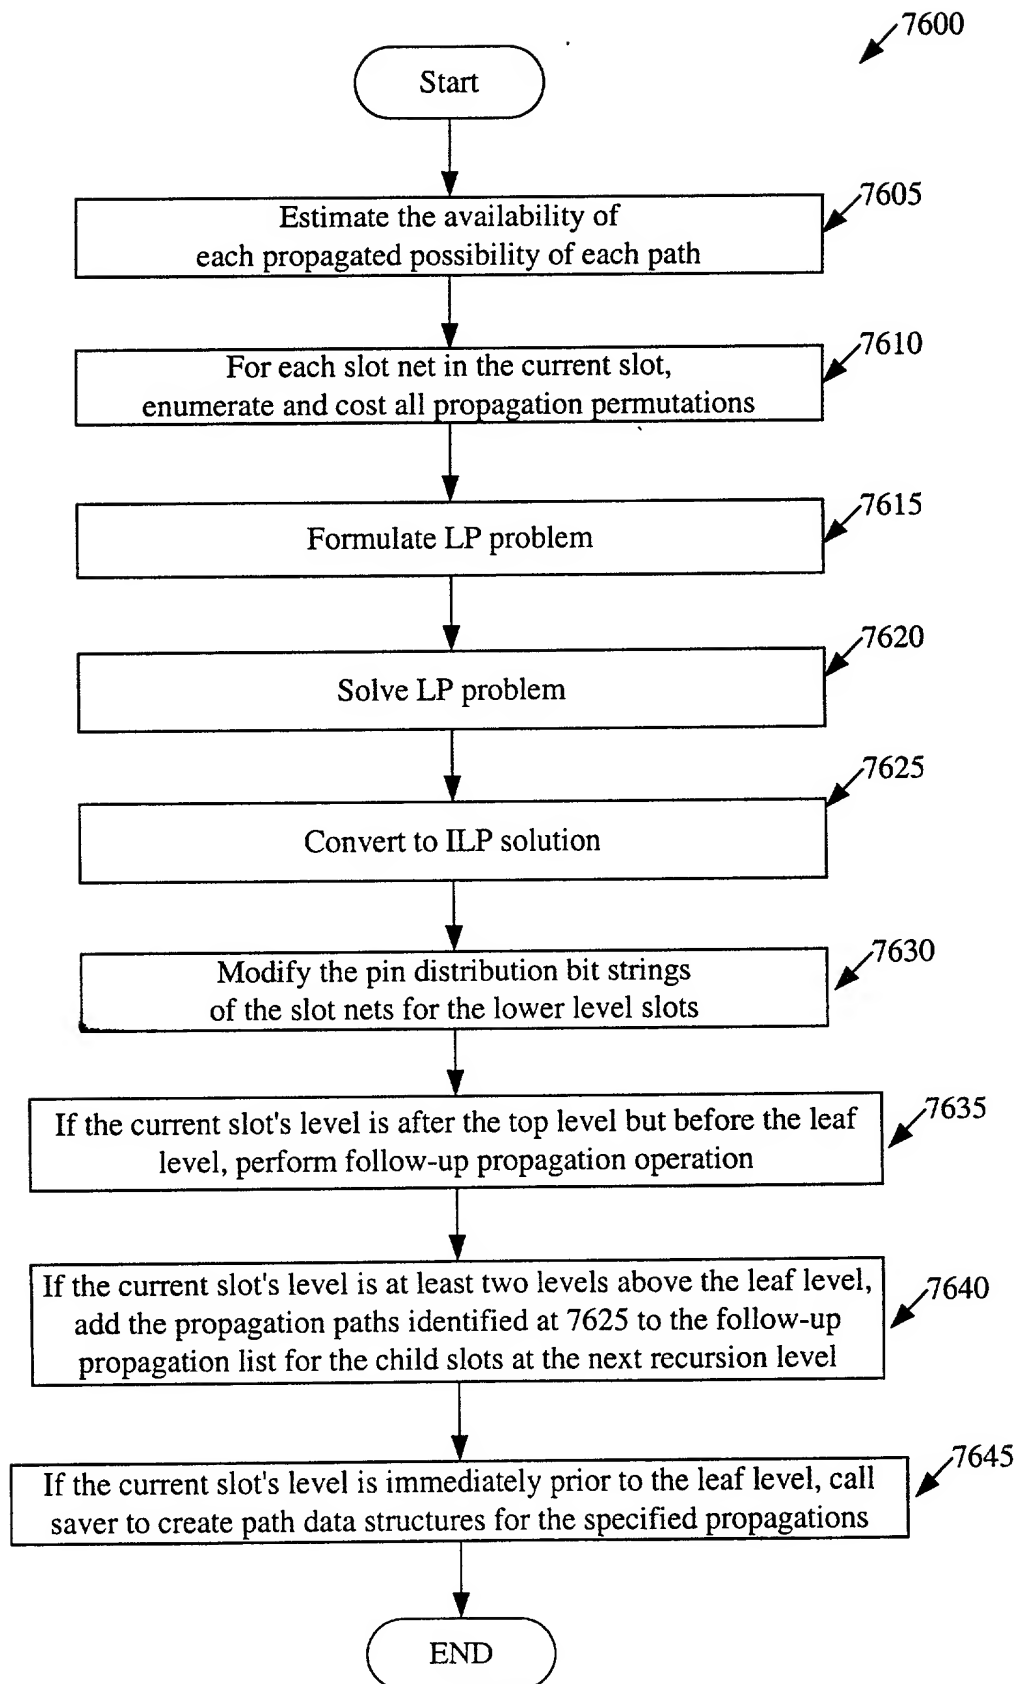 7600
Start
7605
Estimate the availability of
each propagated possibility of each path
7610
For each slot net in the current slot,
enumerate and cost all propagation permutations
7615
Formulate LP problem
7620
Solve LP problem
7625
Convert to ILP solution
7630
Modify the pin distribution bit strings
of the slot nets for the lower level slots
7635
If the current slot's level is after the top level but before the leaf
level, perform follow-up propagation operation
7640
If the current slot's level is at least two levels above the leaf level,
add the propagation paths identified at 7625 to the follow-up
propagation list for the child slots at the next recursion level
7645
If the current slot's level is immediately prior to the leaf level, call
saver to create path data structures for the specified propagations
END